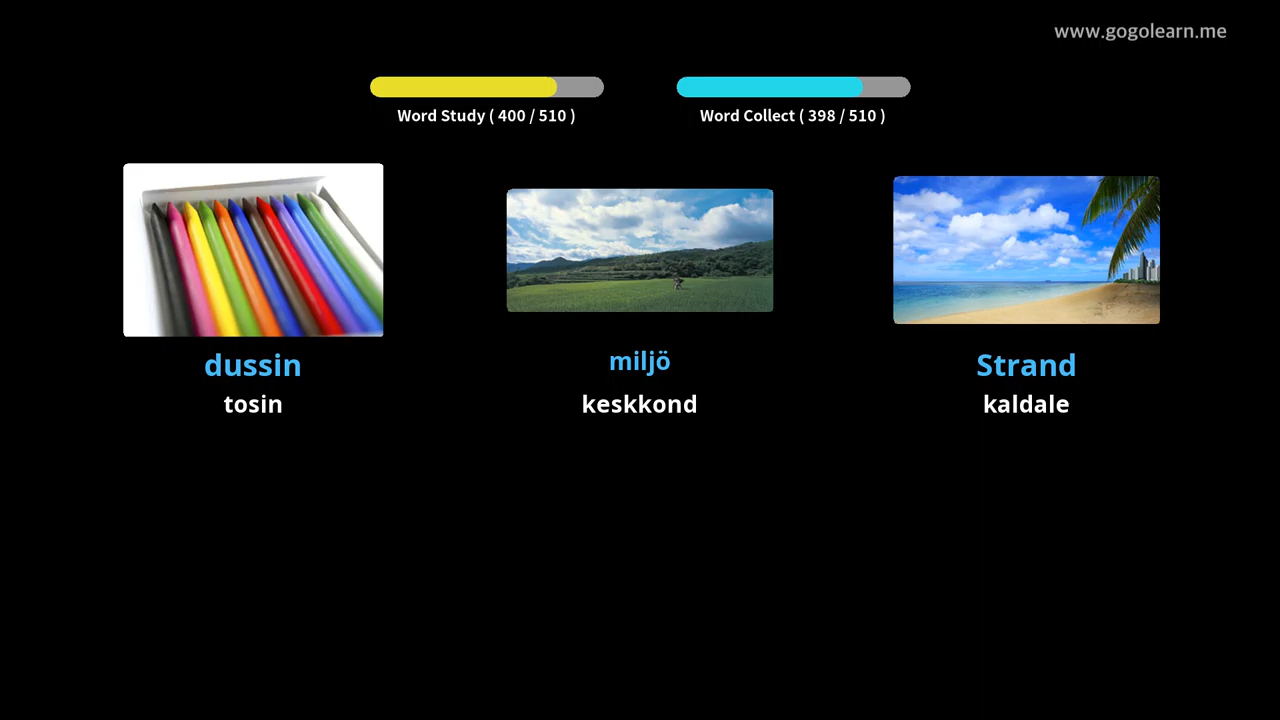 www.gogolearn.me
Word Study ( 400 / 510 )
Word Collect ( 398 / 510 )
dussin
miljö
Strand
tosin
keskkond
kaldale